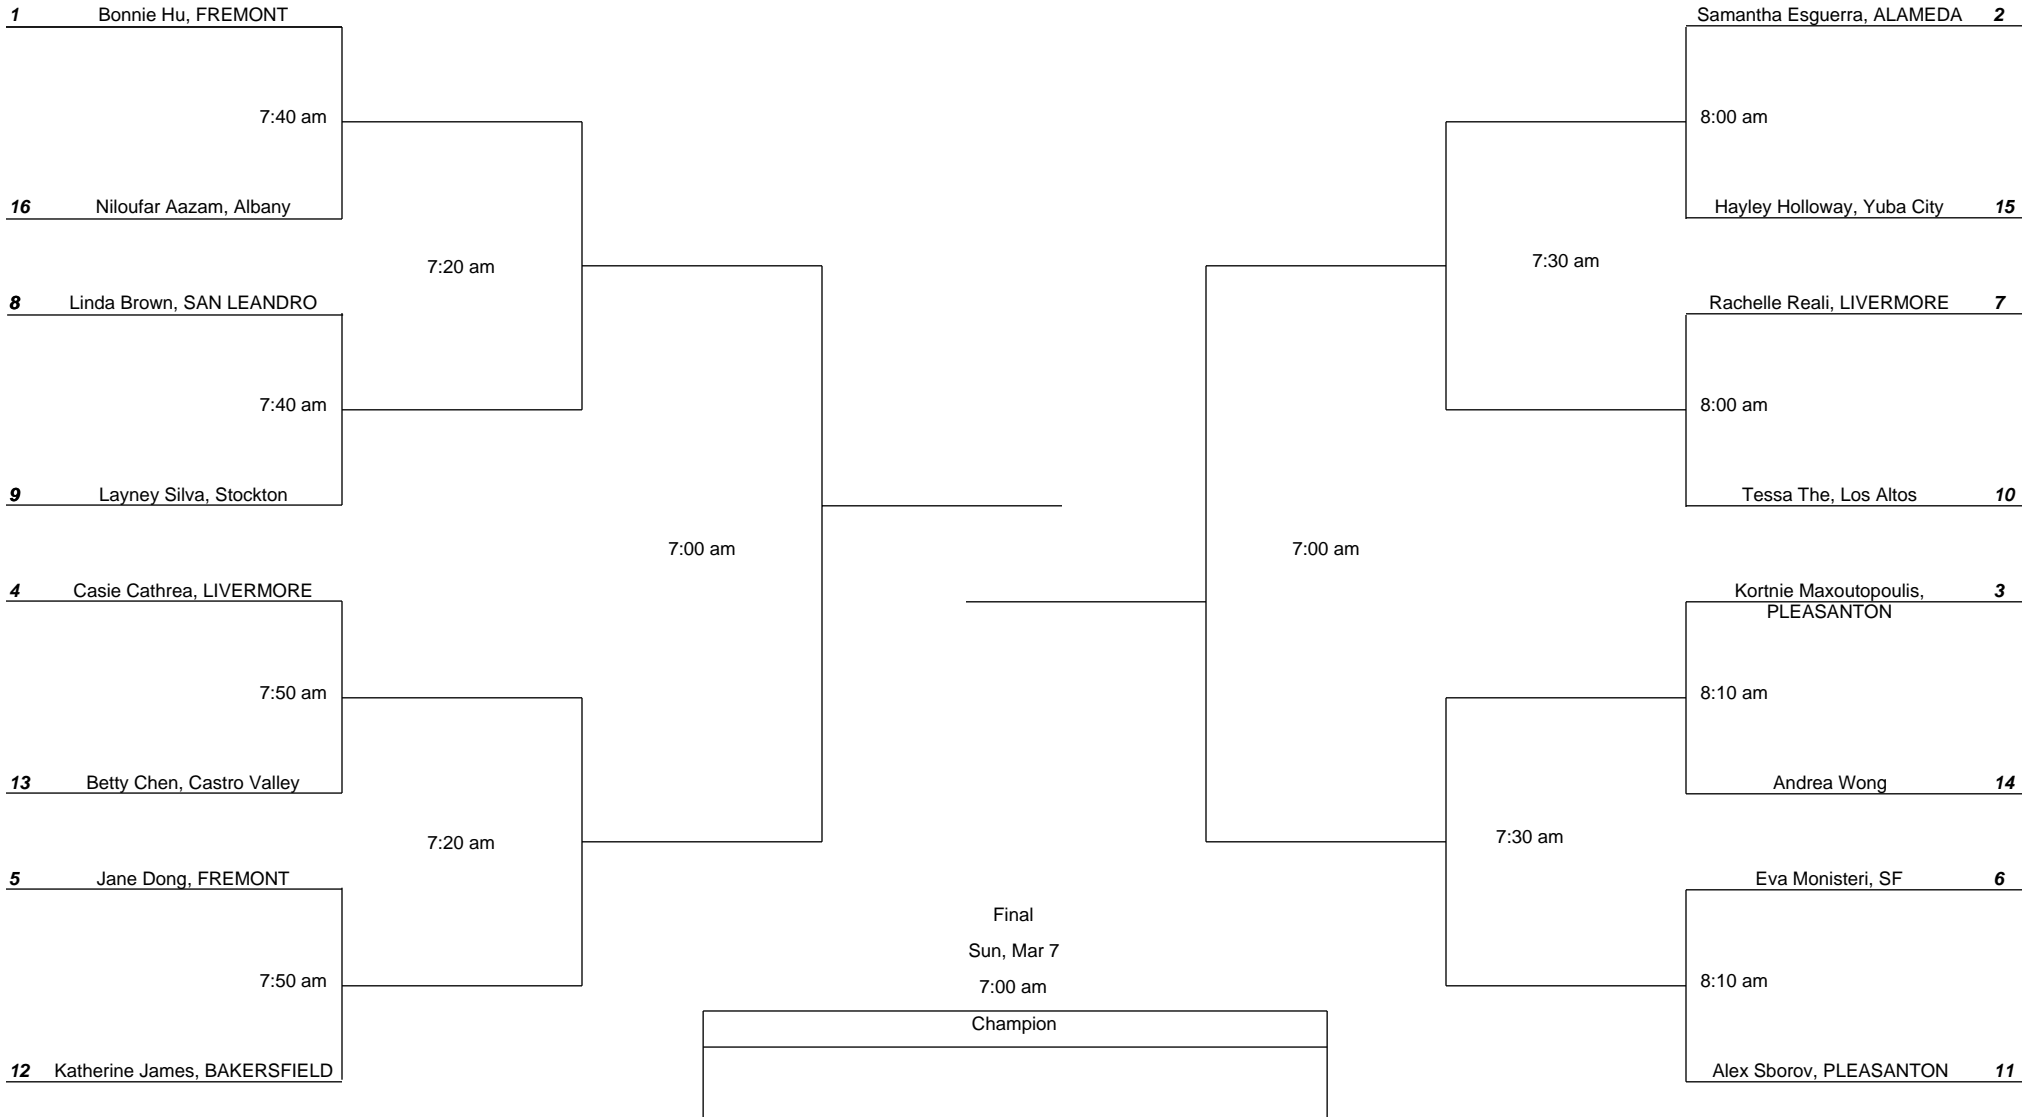 1 Bonnie Hu, FREMONT
7:40 am
16 Niloufar Aazam, Albany
7:20 am
8 Linda Brown, SAN LEANDRO
7:40 am
9 Layney Silva, Stockton
7:00 am
4 Casie Cathrea, LIVERMORE
7:50 am
13 Betty Chen, Castro Valley
7:20 am
5 Jane Dong, FREMONT
7:50 am
12 Katherine James, BAKERSFIELD
Samantha Esguerra, ALAMEDA 2
8:00 am
Hayley Holloway, Yuba City 15
7:30 am
Rachelle Reali, LIVERMORE 7
8:00 am
Tessa The, Los Altos 10
7:00 am
Kortnie Maxoutopoulis, 3
PLEASANTON
8:10 am
Andrea Wong 14
7:30 am
Eva Monisteri, SF 6
8:10 am
Alex Sborov, PLEASANTON 11
Final
Sun, Mar 7
7:00 am
Champion